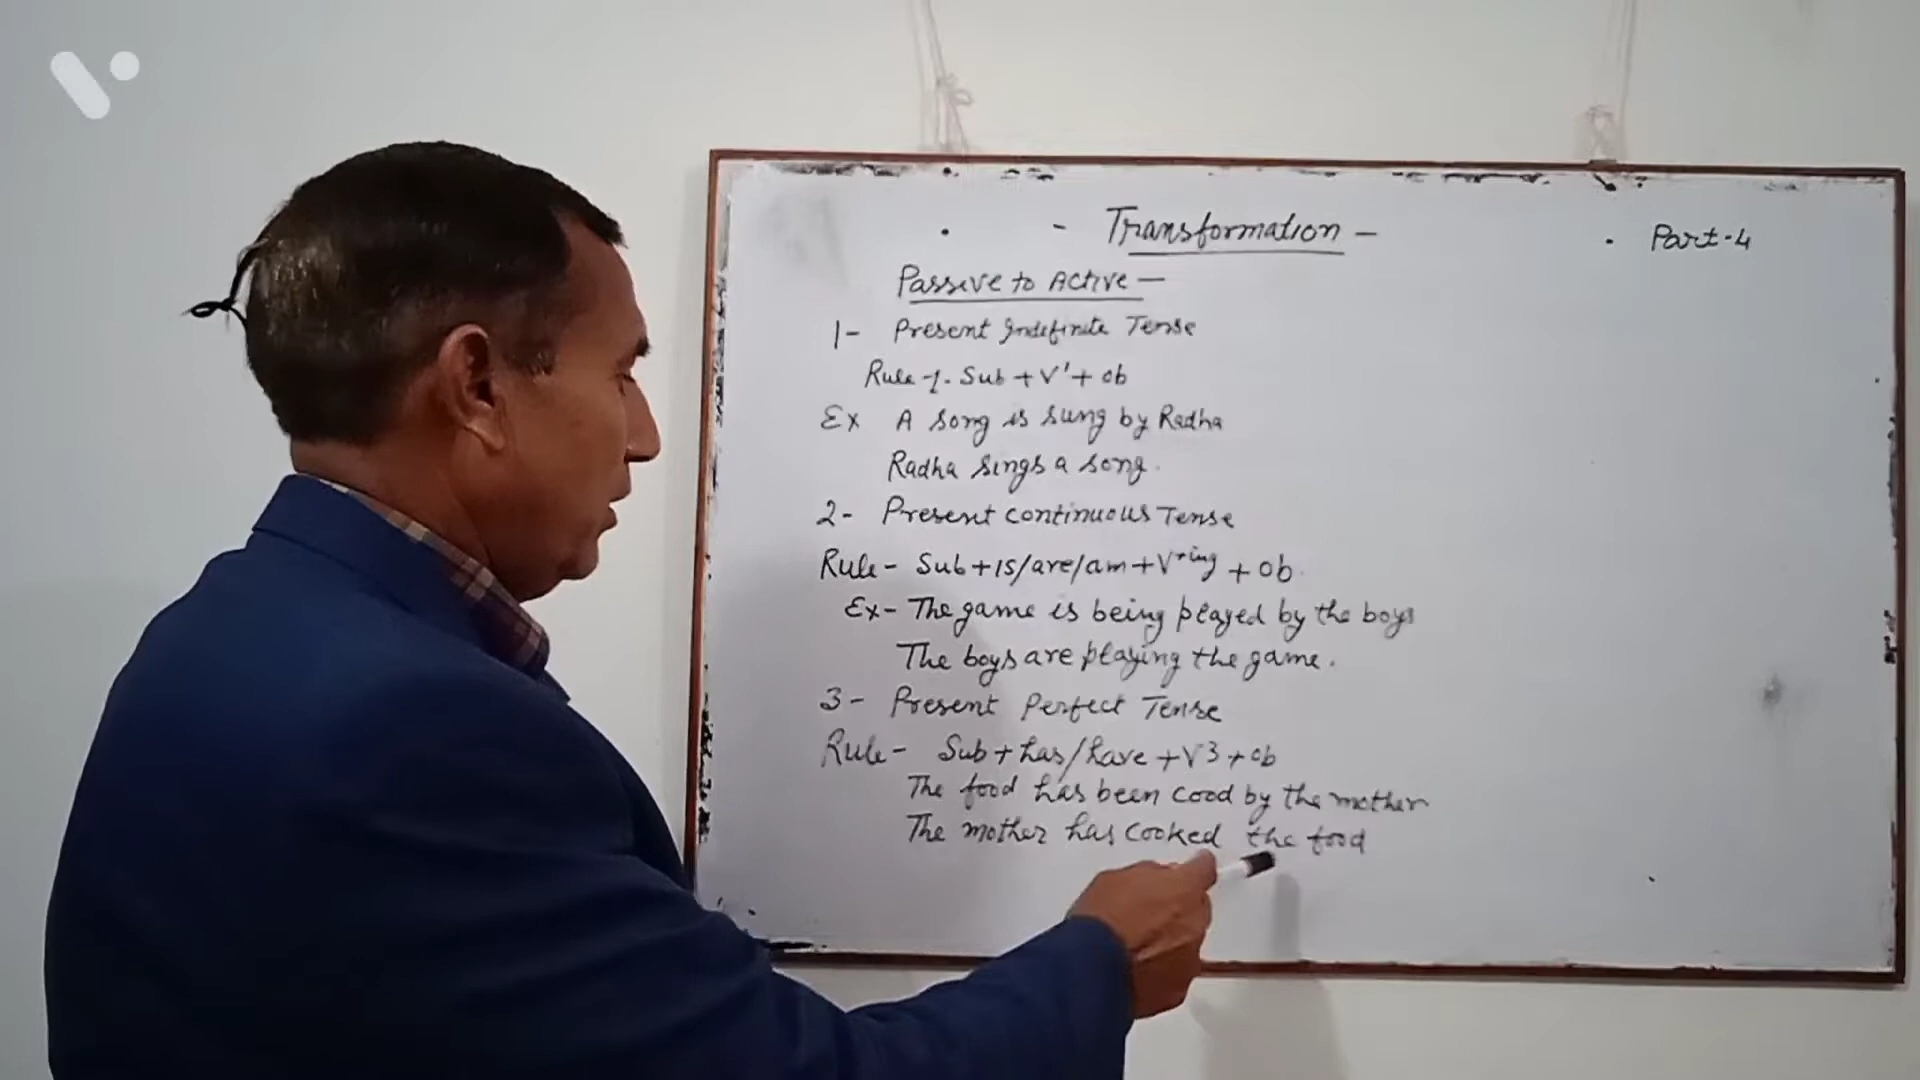 - Transformation -
Part-4
Passive to Active -
1- Present Indefinite Tense
Rule-1. Sub + V' + ob
Ex A song is sung by Radha
Radha sings a song.
2- Present continuous Tense
Rule- Sub+is/are/am+V+ing + ob.
Ex- The game is being played by the boys
The boys are playing the game.
3- Present Perfect Tense
Rule- Sub + has/have + V3 + ob
The food has been cood by the mother
The mother has cooked the food